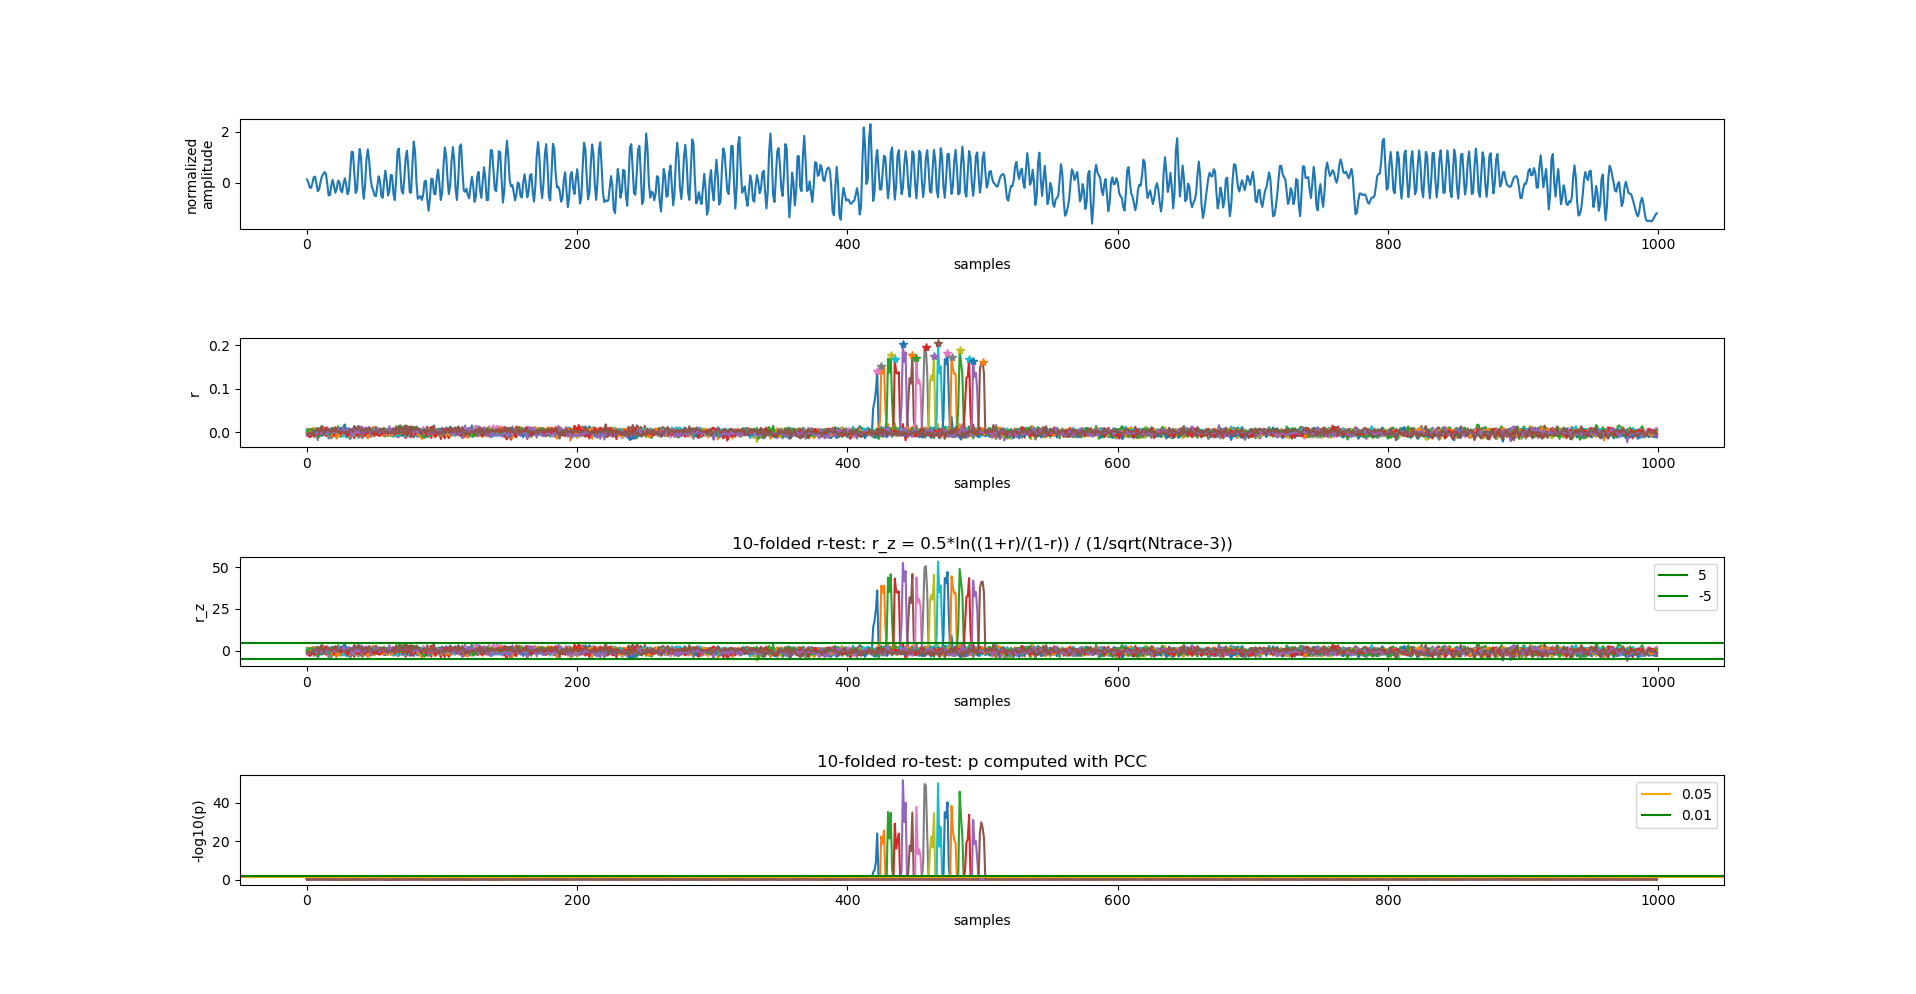 normalized
amplitude
2
0
0 200 400 600 800 1000
samples
r
0.2
0.1
0.0
0 200 400 600 800 1000
samples
10-folded r-test: r_z = 0.5*ln((1+r)/(1-r)) / (1/sqrt(Ntrace-3))
r_z
50
25
0
5
-5
0 200 400 600 800 1000
samples
10-folded ro-test: p computed with PCC
-log10(p)
40
20
0
0.05
0.01
0 200 400 600 800 1000
samples